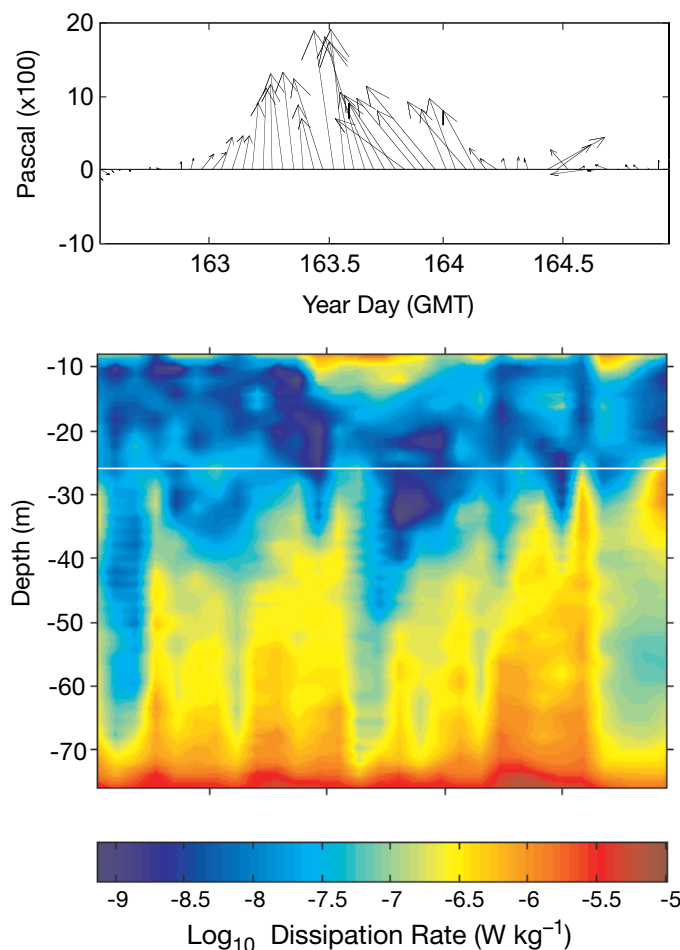 20
10
0
-10
Pascal (x100)
163 163.5 164 164.5
Year Day (GMT)
-10
-20
-30
-40
-50
-60
-70
Depth (m)
-9 -8.5 -8 -7.5 -7 -6.5 -6 -5.5 -5
Log₁₀ Dissipation Rate (W kg⁻¹)